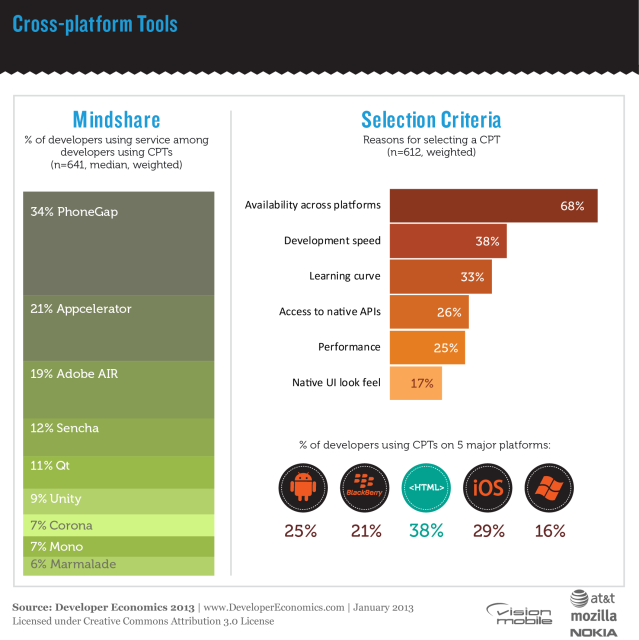 Cross-platform Tools
Mindshare
% of developers using service among
developers using CPTs
(n=641, median, weighted)
34% PhoneGap
21% Appcelerator
19% Adobe AIR
12% Sencha
11% Qt
9% Unity
7% Corona
7% Mono
6% Marmalade
Selection Criteria
Reasons for selecting a CPT
(n=612, weighted)
Availability across platforms 68%
Development speed 38%
Learning curve 33%
Access to native APIs 26%
Performance 25%
Native UI look feel 17%
% of developers using CPTs on 5 major platforms:
BlackBerry <HTML> iOS
25% 21% 38% 29% 16%
Source: Developer Economics 2013 | www.DeveloperEconomics.com | January 2013
Licensed under Creative Commons Attribution 3.0 License
vision
mobile
at&t
mozilla
NOKIA